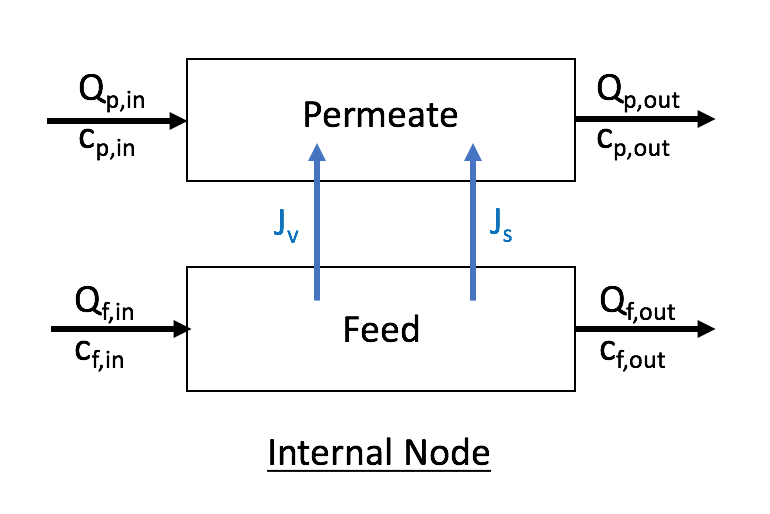 Q_p,in
c_p,in
Permeate
Q_p,out
c_p,out
J_v
J_s
Q_f,in
c_f,in
Feed
Q_f,out
c_f,out
Internal Node